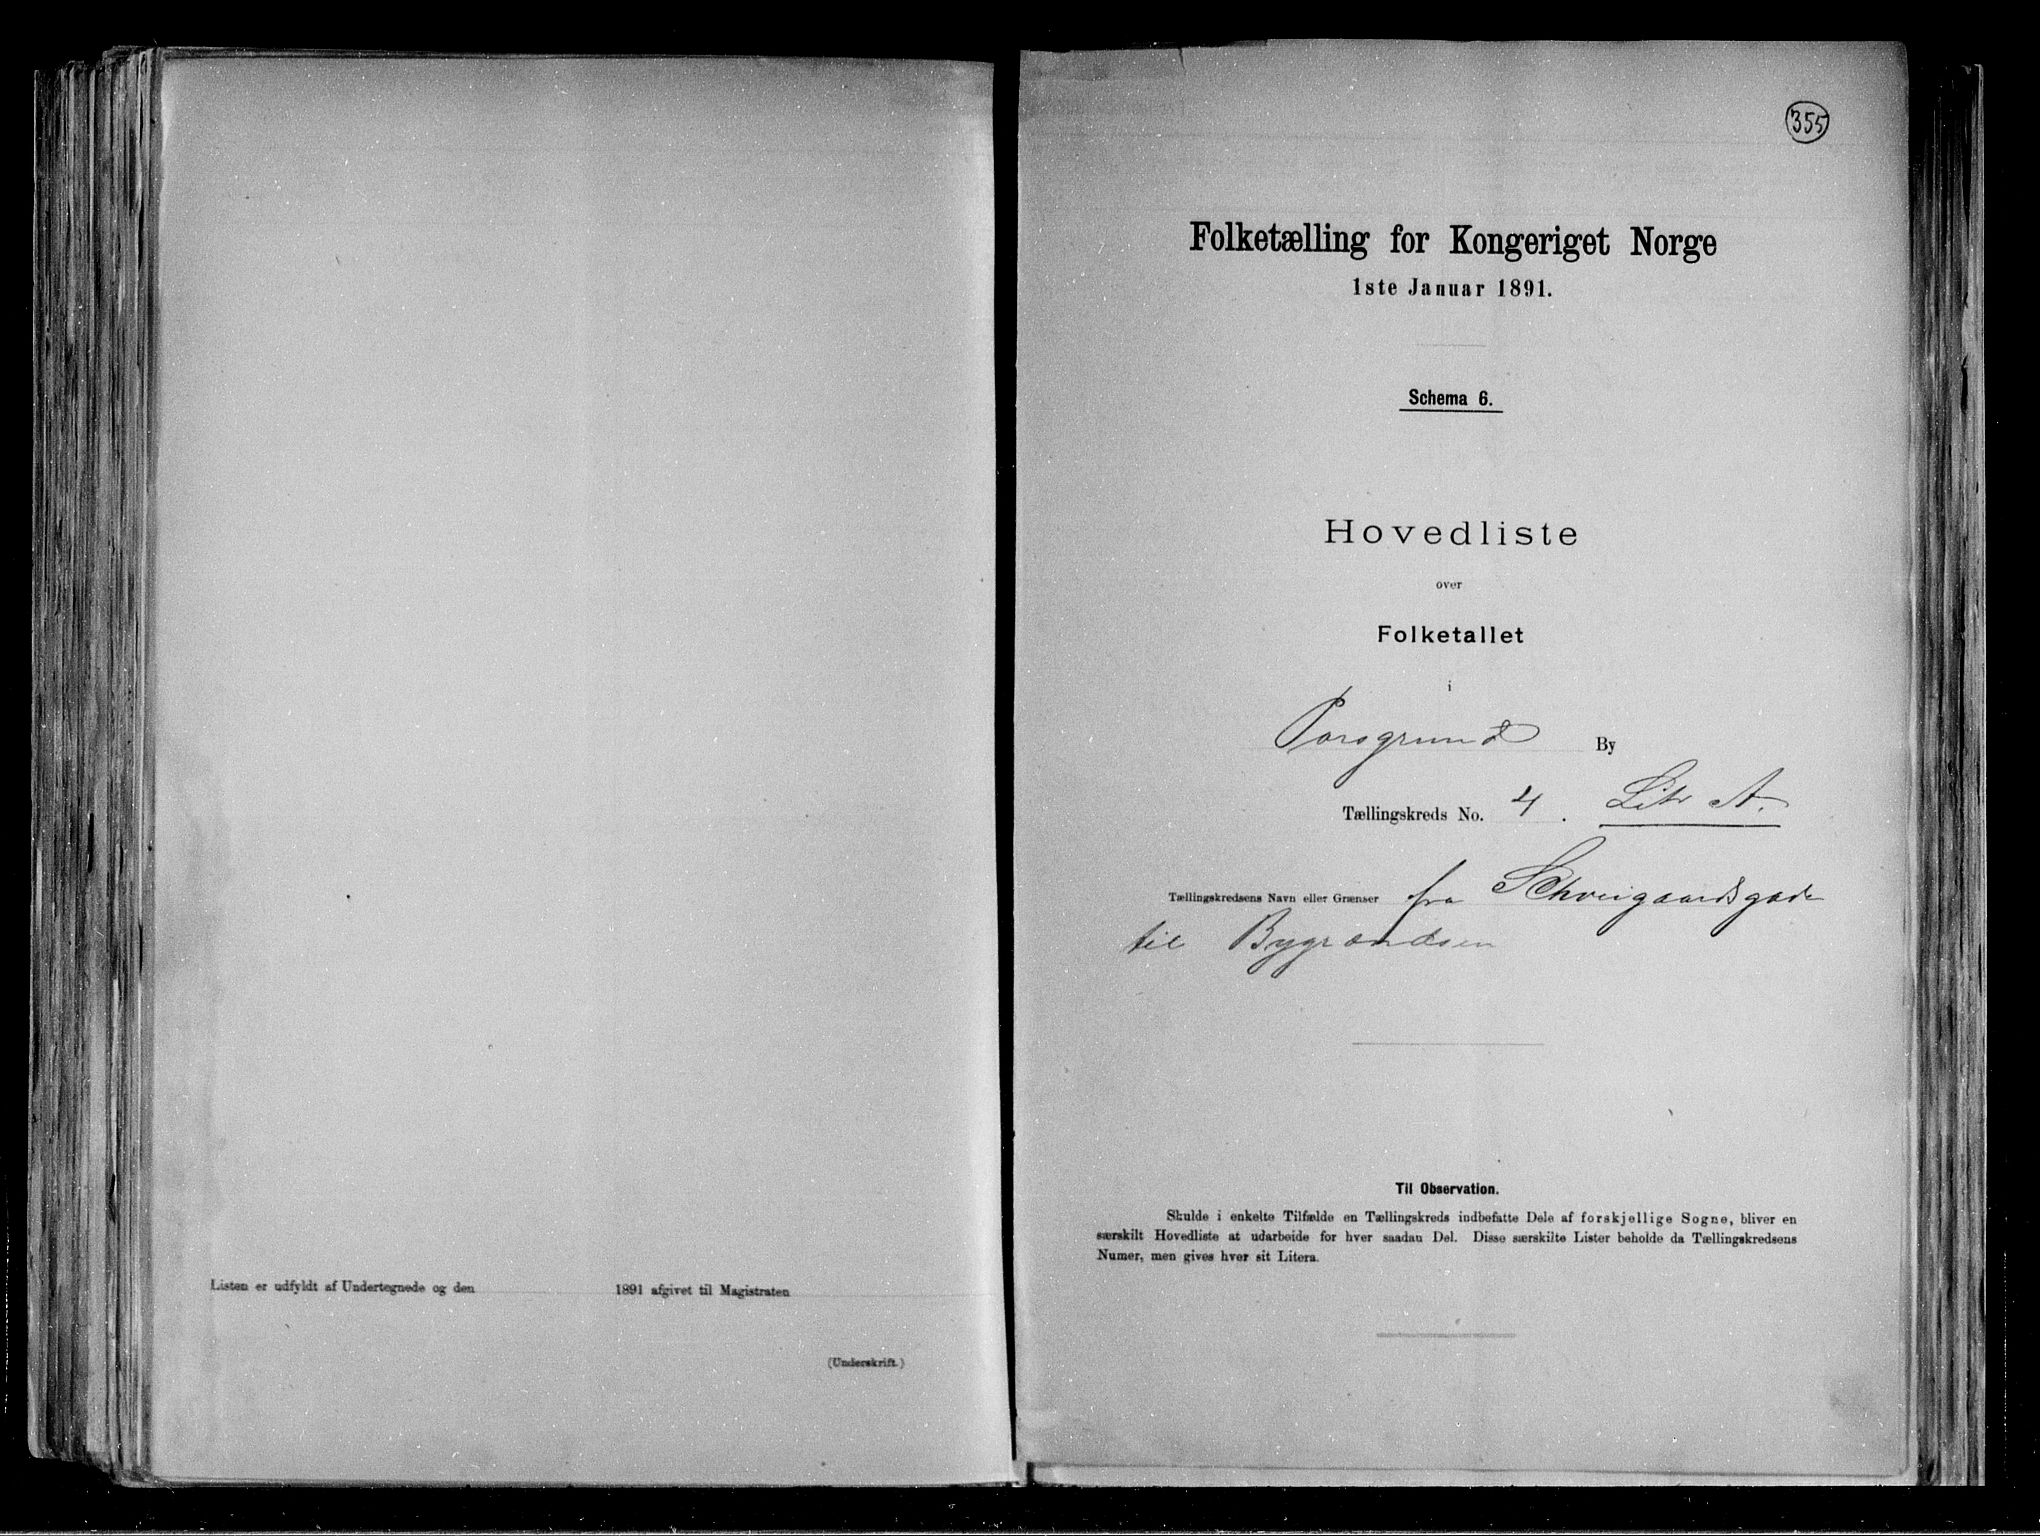 Listen er udfyldt af Undertegnede og den 1891 afgivet til Magistraten
(Underskrift.)
355
Folketælling for Kongeriget Norge
1ste Januar 1891.
Schema 6.
Hovedliste
over
Folketallet
i
Porsgrund By
Tællingskreds No. 4. Litr A.
Tællingskredsens Navn eller Grænser fra Schveigaardsgade
til Bygrændsen
Til Observation.
Skulde i enkelte Tilfælde en Tællingskreds indbefatte Dele af forskjellige Sogne, bliver en
særskilt Hovedliste at udarbeide for hver saadan Del. Disse særskilte Lister beholde da Tællingskredsens
Numer, men gives hver sit Litera.